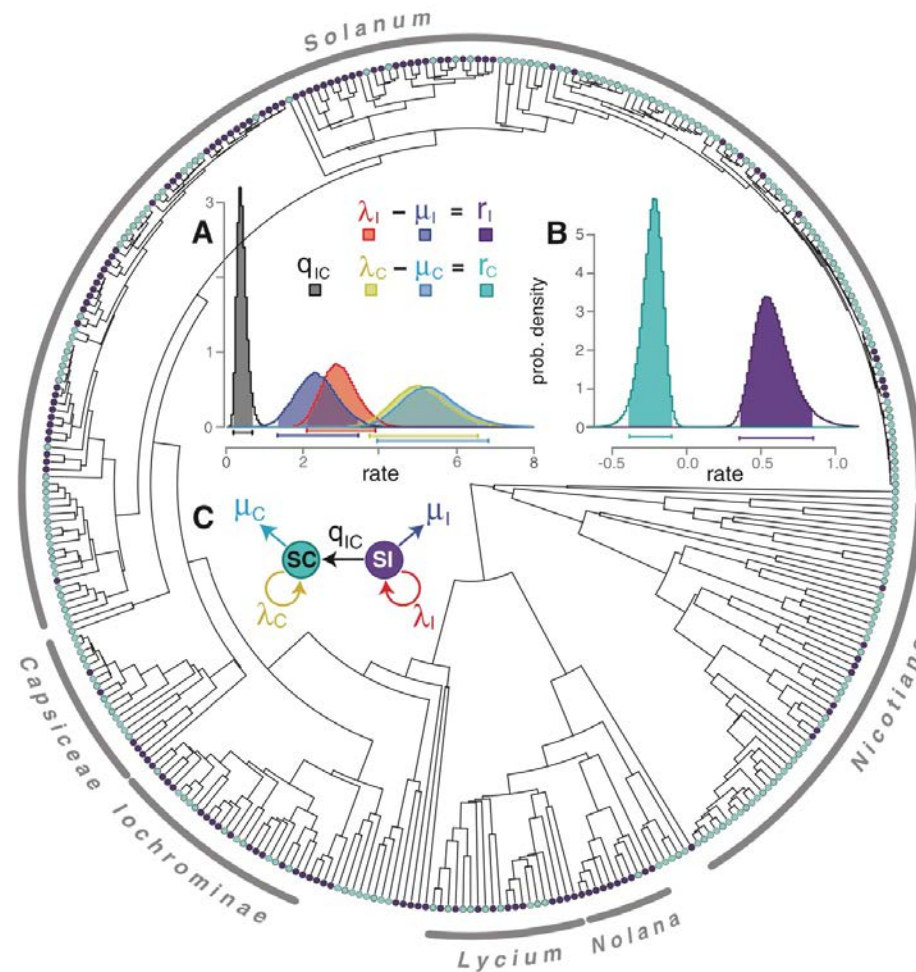 Solanum
A
λI − μI = rI
qIC
λC − μC = rC
3
1
0
0 2 4 6 8
rate
B
prob. density
5
4
3
2
1
0
-0.5 0.0 0.5 1.0
rate
C
μC
qIC
μI
SC
SI
λC
λI
Capsiceae
Iochrominae
Lycium
Nolana
Nicotiana